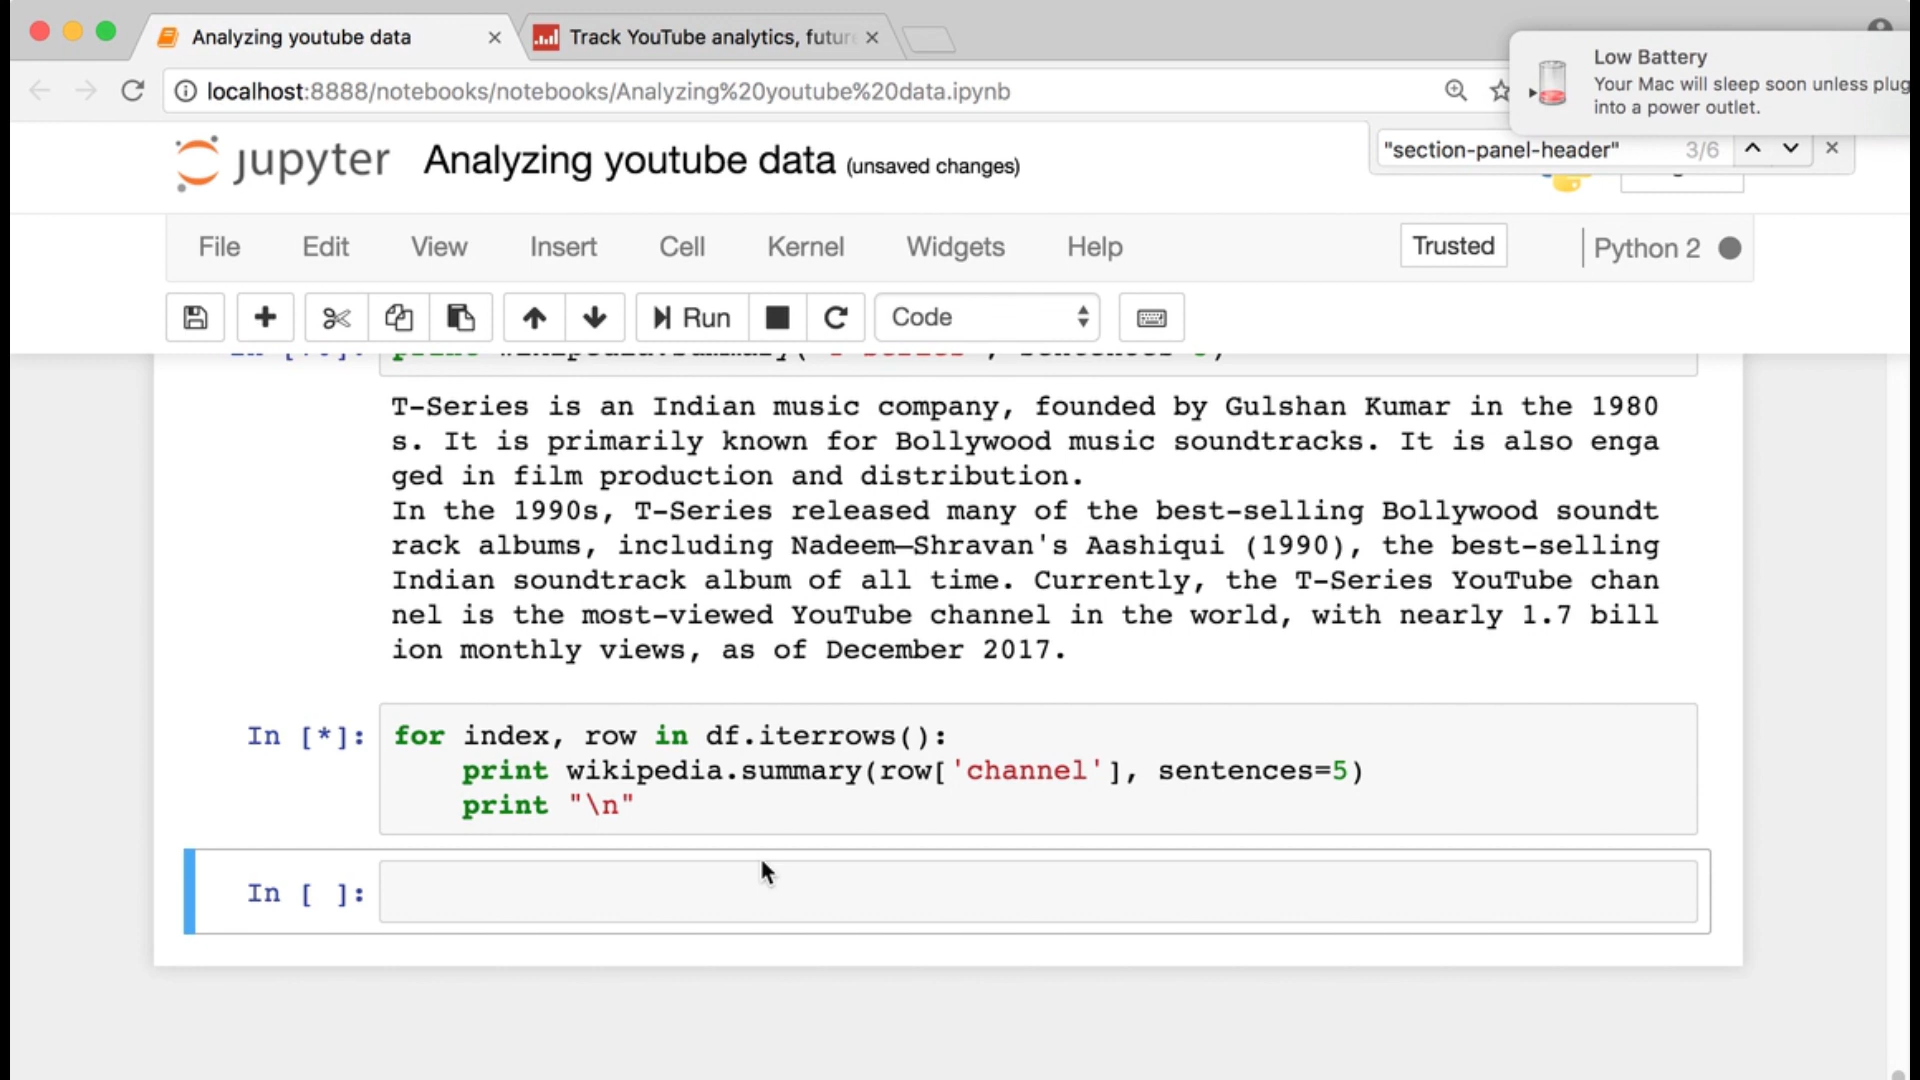 Analyzing youtube data
Track YouTube analytics, futur
Low Battery
Your Mac will sleep soon unless plug
into a power outlet.
localhost:8888/notebooks/notebooks/Analyzing%20youtube%20data.ipynb
"section-panel-header" 3/6
jupyter Analyzing youtube data (unsaved changes)
File Edit View Insert Cell Kernel Widgets Help Trusted Python 2
Run Code
T-Series is an Indian music company, founded by Gulshan Kumar in the 1980
s. It is primarily known for Bollywood music soundtracks. It is also enga
ged in film production and distribution.
In the 1990s, T-Series released many of the best-selling Bollywood soundt
rack albums, including Nadeem–Shravan's Aashiqui (1990), the best-selling
Indian soundtrack album of all time. Currently, the T-Series YouTube chan
nel is the most-viewed YouTube channel in the world, with nearly 1.7 bill
ion monthly views, as of December 2017.
In [*]: for index, row in df.iterrows():
print wikipedia.summary(row['channel'], sentences=5)
print "\n"
In [ ]: